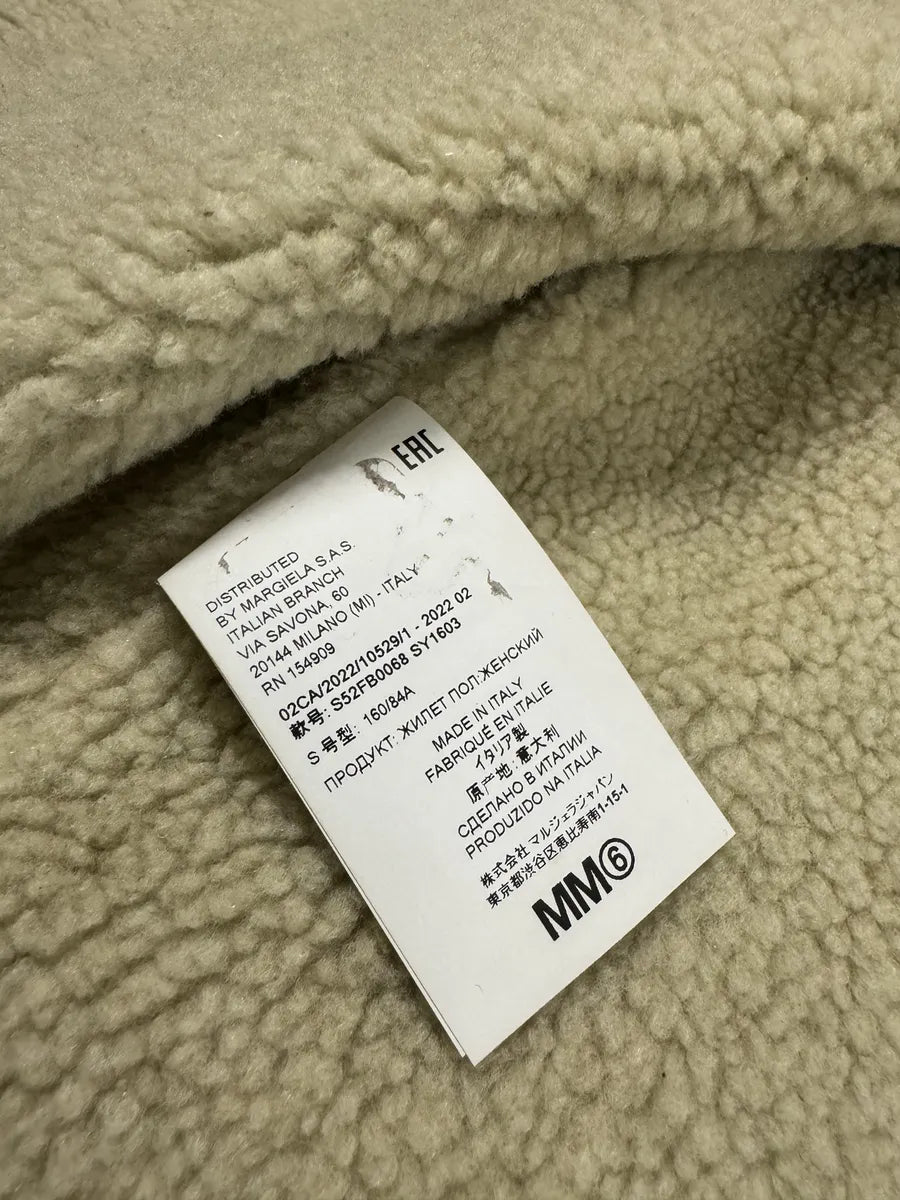 EAC
DISTRIBUTED
BY MARGIELA S.A.S.
ITALIAN BRANCH
VIA SAVONA, 60
20144 MILANO (MI) - ITALY
RN 154909
02CA/2022/10529/1 - 2022 02
款号: S52FB0068 SY1603
S 号型: 160/84A
ПРОДУКТ: ЖИЛЕТ ПОЛ:ЖЕНСКИЙ
MADE IN ITALY
FABRIQUE EN ITALIE
イタリア製
原产地: 意大利
СДЕЛАНО В ИТАЛИИ
PRODUZIDO NA ITALIA
株式会社 マルジェラジャパン
東京都渋谷区恵比寿南1-15-1
MM⑥